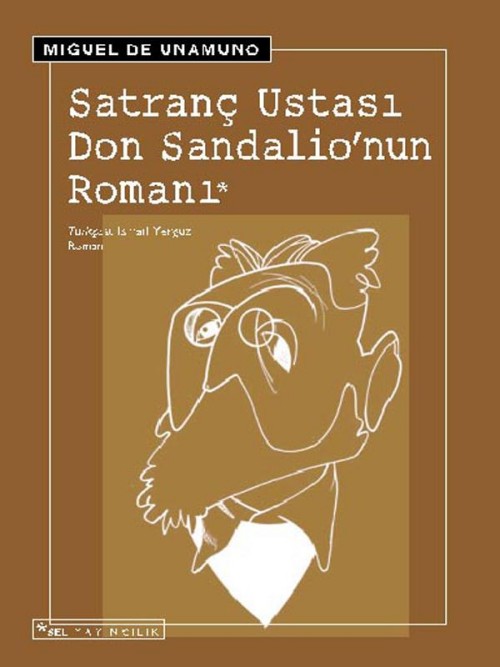 MIGUEL DE UNAMUNO
Satranç Ustası
Don Sandalio'nun
Romanı*
Türkçesi: İsmail Yerguz
Roman
*SEL YAYINCILIK